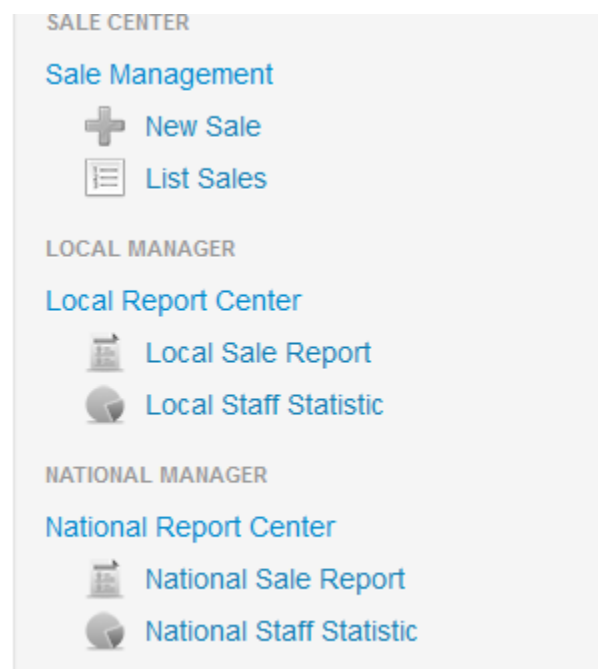 SALE CENTER
Sale Management
New Sale
List Sales
LOCAL MANAGER
Local Report Center
Local Sale Report
Local Staff Statistic
NATIONAL MANAGER
National Report Center
National Sale Report
National Staff Statistic